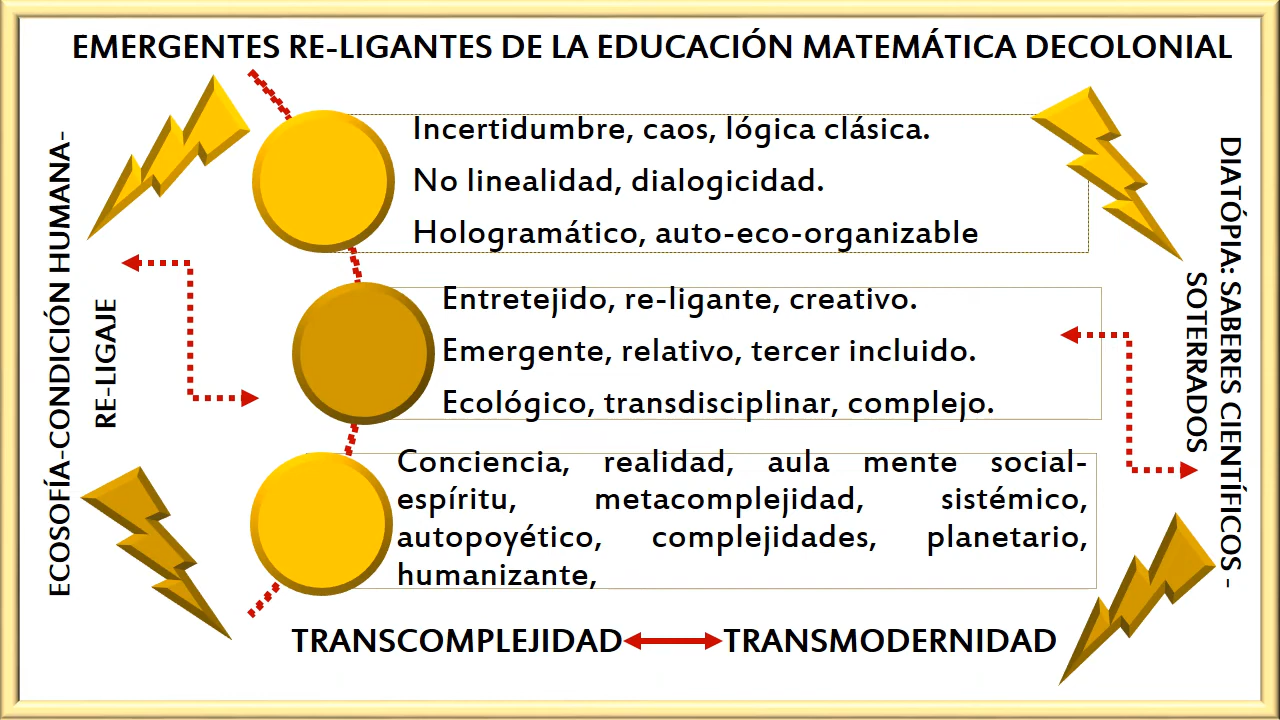 EMERGENTES RE-LIGANTES DE LA EDUCACIÓN MATEMÁTICA DECOLONIAL
ECOSOFÍA-CONDICIÓN HUMANA-
RE-LIGAJE
Incertidumbre, caos, lógica clásica.
No linealidad, dialogicidad.
Hologramático, auto-eco-organizable
Entretejido, re-ligante, creativo.
Emergente, relativo, tercer incluido.
Ecológico, transdisciplinar, complejo.
Conciencia, realidad, aula mente social-
espíritu, metacomplejidad, sistémico,
autopoyético, complejidades, planetario,
humanizante,
DIATÓPIA: SABERES CIENTÍFICOS -
SOTERRADOS
TRANSCOMPLEJIDAD TRANSMODERNIDAD